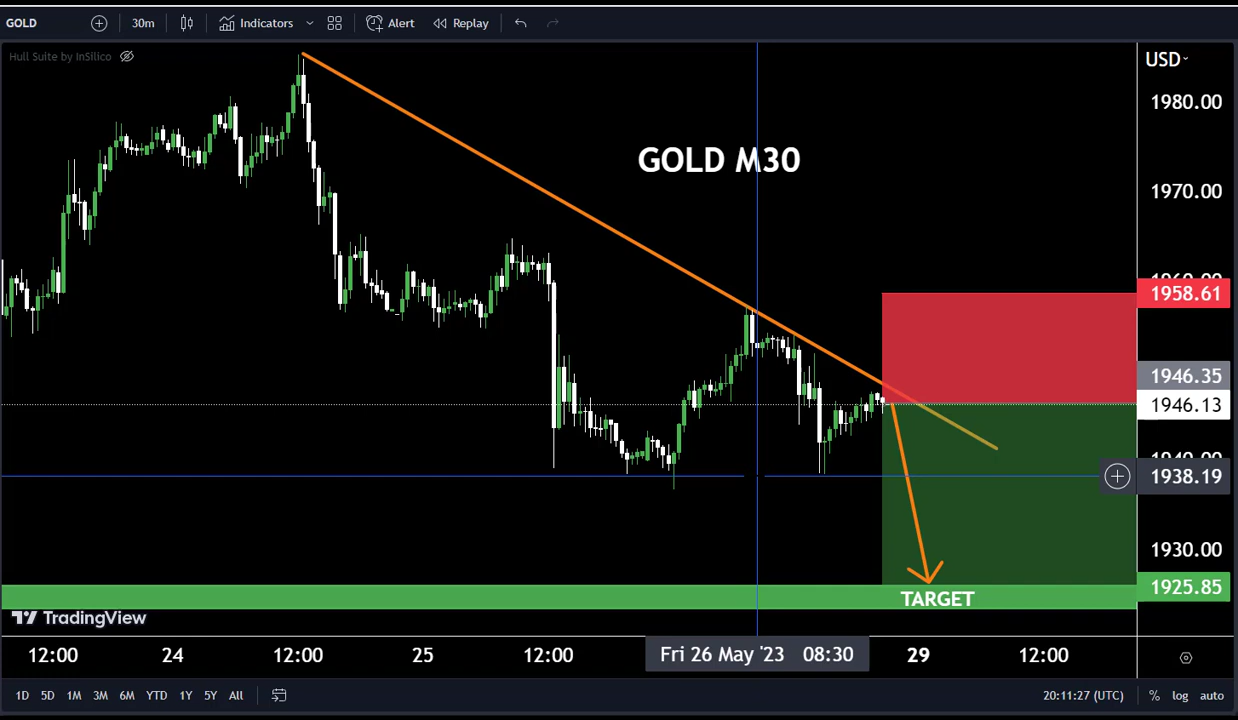 GOLD 30m Indicators Alert Replay
Hull Suite by InSilico
USD
1980.00
GOLD M30
1970.00
1958.61
1946.35
1946.13
1938.19
1930.00
1925.85
TARGET
TradingView
12:00 24 12:00 25 12:00 Fri 26 May '23 08:30 29 12:00
1D 5D 1M 3M 6M YTD 1Y 5Y All 20:11:27 (UTC) % log auto